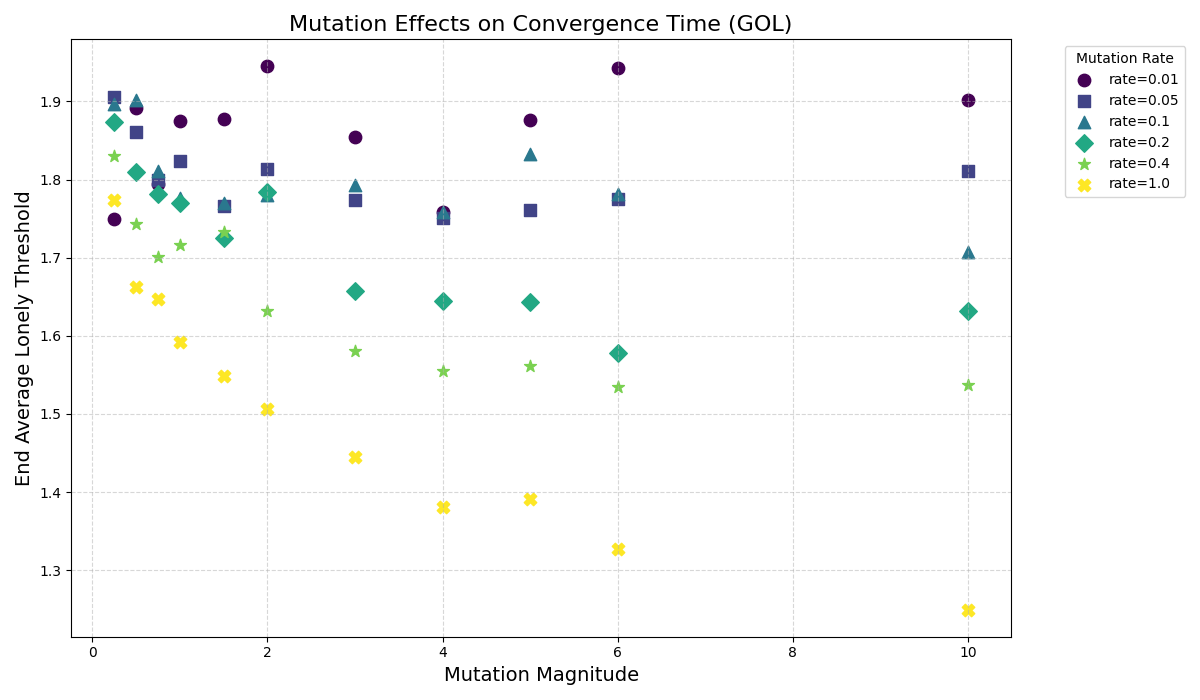 Mutation Effects on Convergence Time (GOL)
End Average Lonely Threshold
1.9
1.8
1.7
1.6
1.5
1.4
1.3
0
2
4
6
8
10
Mutation Magnitude
Mutation Rate
rate=0.01
rate=0.05
rate=0.1
rate=0.2
rate=0.4
rate=1.0